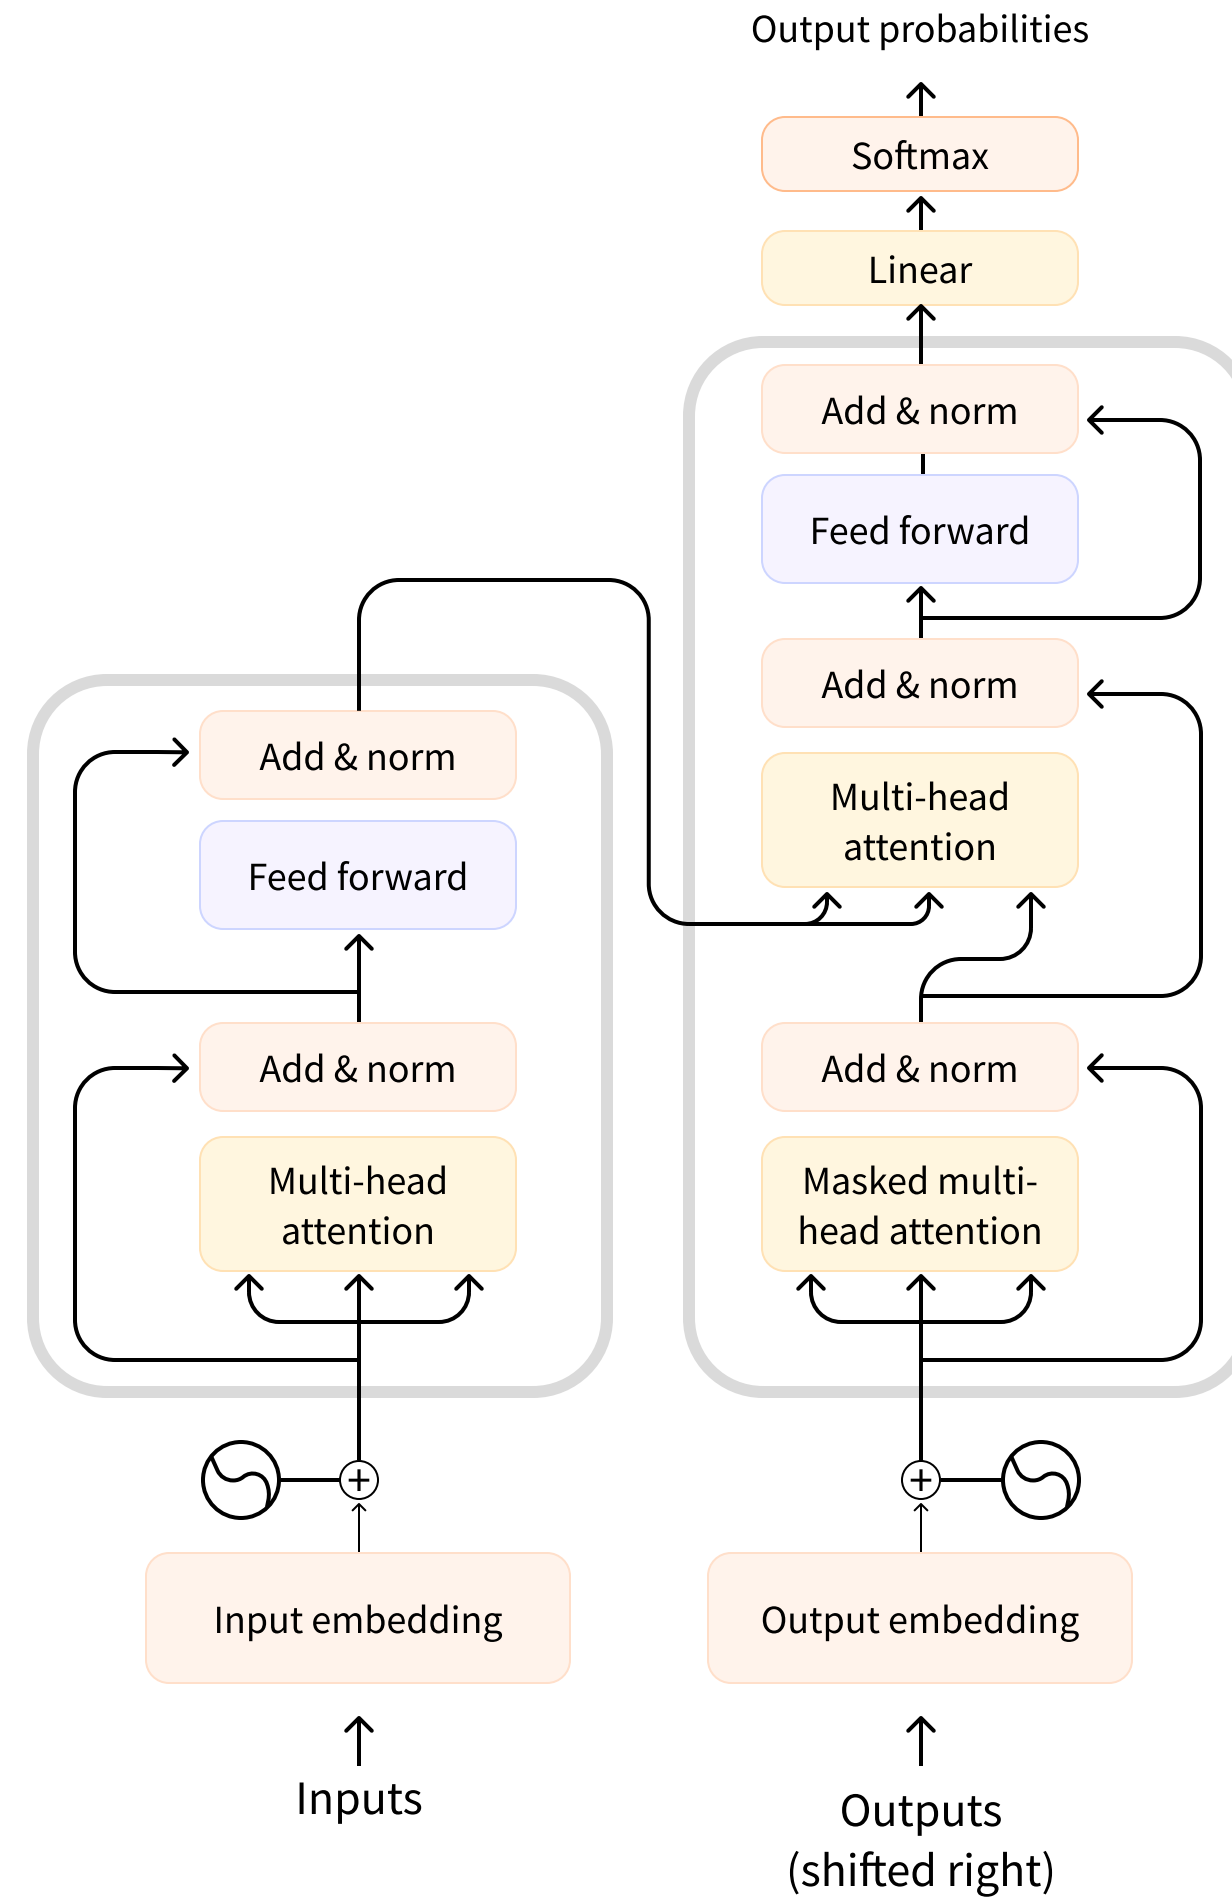 Output probabilities
Softmax
Linear
Add & norm
Feed forward
Add & norm
Multi-head
attention
Add & norm
Masked multi-
head attention
Output embedding
Outputs
(shifted right)
Add & norm
Feed forward
Add & norm
Multi-head
attention
Input embedding
Inputs